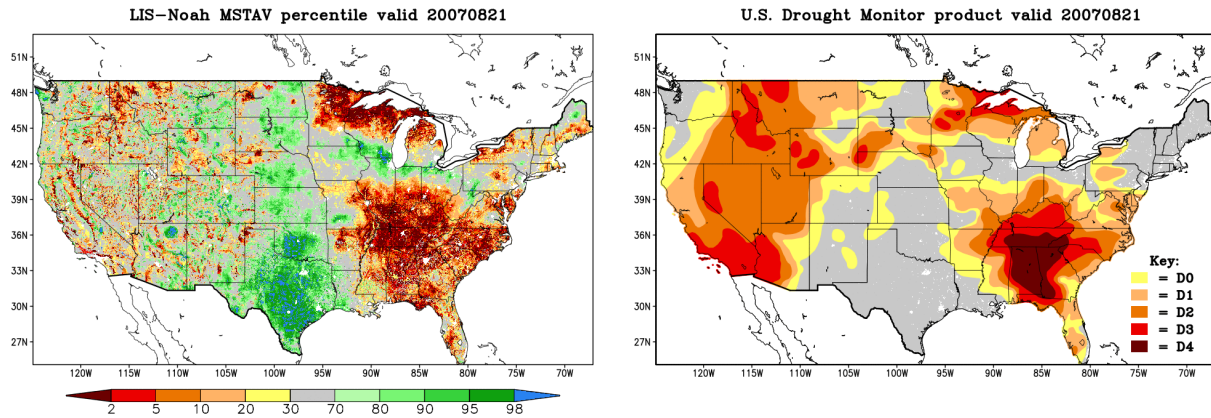 LIS-Noah MSTAV percentile valid 20070821
51N
48N
45N
42N
39N
36N
33N
30N
27N
120W 115W 110W 105W 100W 95W 90W 85W 80W 75W 70W
2 5 10 20 30 70 80 90 95 98
U.S. Drought Monitor product valid 20070821
51N
48N
45N
42N
39N
36N
33N
30N
27N
120W 115W 110W 105W 100W 95W 90W 85W 80W 75W 70W
Key:
= D0
= D1
= D2
= D3
= D4